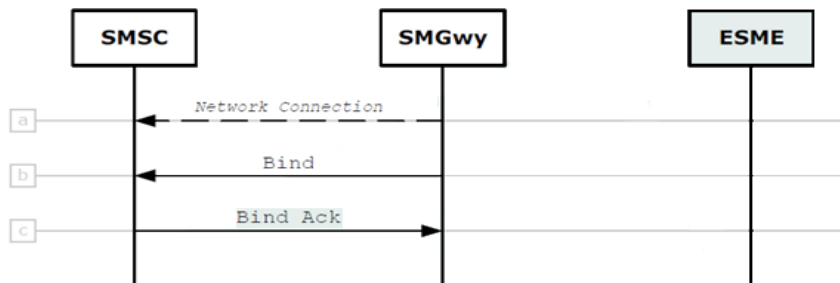 SMSC SMGwy ESME
a Network Connection
b Bind
c Bind Ack